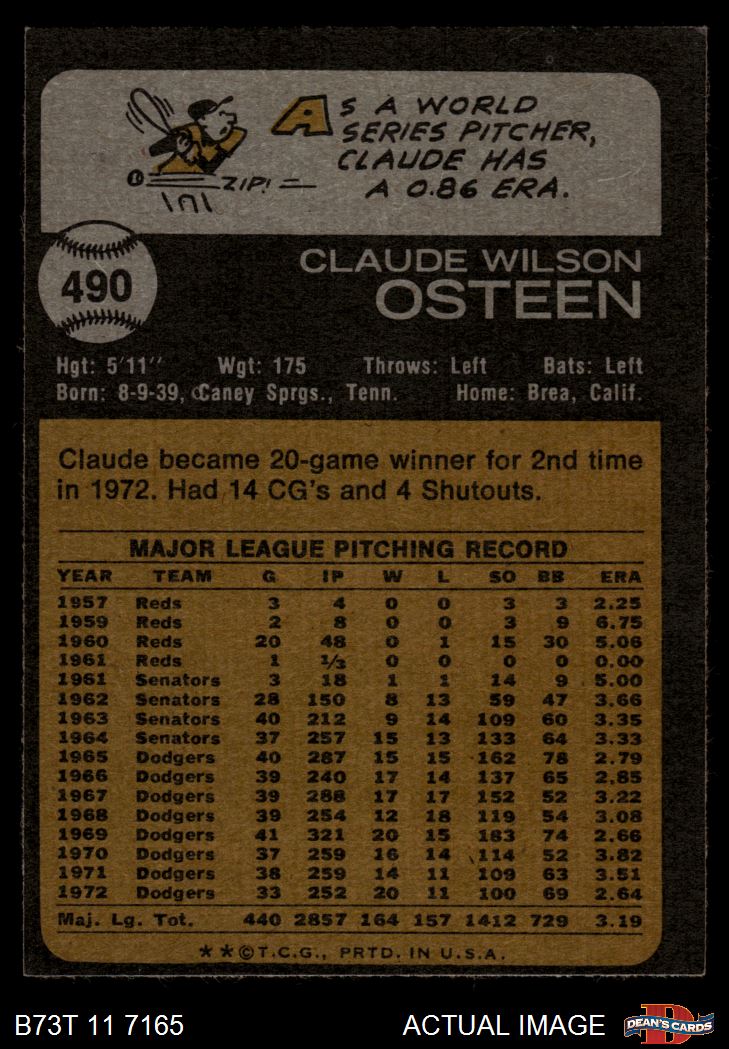 AS A WORLD
SERIES PITCHER,
CLAUDE HAS
A 0.86 ERA.
ZIP!
490
CLAUDE WILSON
OSTEEN
Hgt: 5'11" Wgt: 175 Throws: Left Bats: Left
Born: 8-9-39, Caney Sprgs., Tenn. Home: Brea, Calif.
Claude became 20-game winner for 2nd time
in 1972. Had 14 CG's and 4 Shutouts.
MAJOR LEAGUE PITCHING RECORD
YEAR TEAM G IP W L SO BB ERA
1957 Reds 3 4 0 0 3 3 2.25
1959 Reds 2 8 0 0 3 9 6.75
1960 Reds 20 48 0 1 15 30 5.06
1961 Reds 1 1/3 0 0 0 0 0.00
1961 Senators 3 18 1 1 14 9 5.00
1962 Senators 28 150 8 13 59 47 3.66
1963 Senators 40 212 9 14 109 60 3.35
1964 Senators 37 257 15 13 133 64 3.33
1965 Dodgers 40 287 15 15 162 78 2.79
1966 Dodgers 39 240 17 14 137 65 2.85
1967 Dodgers 39 288 17 17 152 52 3.22
1968 Dodgers 39 254 12 18 119 54 3.08
1969 Dodgers 41 321 20 15 183 74 2.66
1970 Dodgers 37 259 16 14 114 52 3.82
1971 Dodgers 38 259 14 11 109 63 3.51
1972 Dodgers 33 252 20 11 100 69 2.64
Maj. Lg. Tot. 440 2857 164 157 1412 729 3.19
**©T.C.G., PRTD. IN U.S.A.
B73T 11 7165 ACTUAL IMAGE
D
DEAN'S CARDS